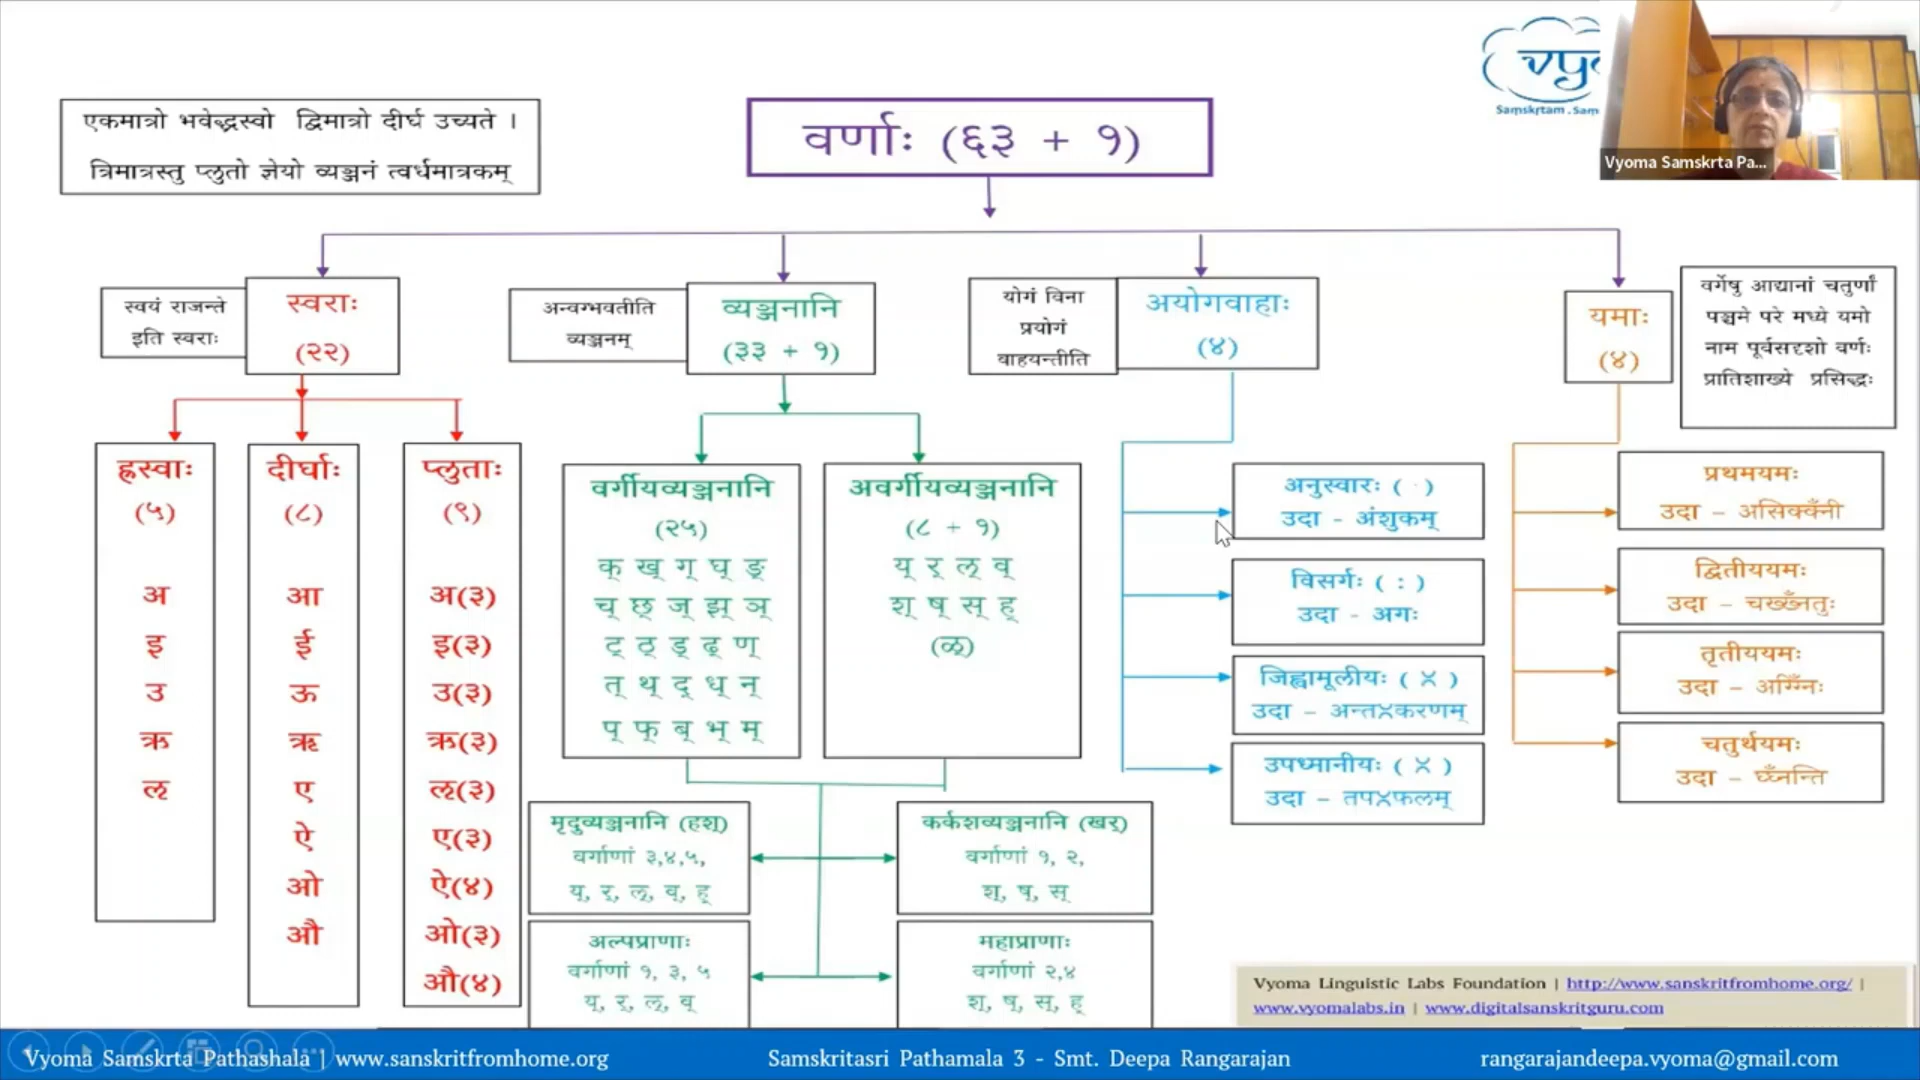 एकमात्रो भवेद्ध्रस्वो द्विमात्रो दीर्घ उच्यते ।
त्रिमात्रस्तु प्लुतो ज्ञेयो व्यञ्जनं त्वर्धमात्रकम्
वर्णाः (६३ + १)
Samskrtam . Sam
Vyoma Samskrta Pa...
स्वयं राजन्ते
इति स्वराः
स्वराः
(२२)
अन्वग्भवतीति
व्यञ्जनम्
व्यञ्जनानि
(३३ + १)
योगं विना
प्रयोगं
वाहयन्तीति
अयोगवाहाः
(४)
यमाः
(४)
वर्गेषु आद्यानां चतुर्णां
पञ्चमे परे मध्ये यमो
नाम पूर्वसदृशो वर्णः
प्रातिशाख्ये प्रसिद्धः
ह्रस्वाः
(५)
अ
इ
उ
ऋ
ऌ
दीर्घाः
(८)
आ
ई
ऊ
ॠ
ए
ऐ
ओ
औ
प्लुताः
(९)
अ(३)
इ(३)
उ(३)
ऋ(३)
ऌ(३)
ए(३)
ऐ(४)
ओ(३)
औ(४)
वर्गीयव्यञ्जनानि
(२५)
क् ख् ग् घ् ङ्
च् छ् ज् झ् ञ्
ट् ठ् ड् ढ् ण्
त् थ् द् ध् न्
प् फ् ब् भ् म्
अवर्गीयव्यञ्जनानि
(८ + १)
य् र् ल् व्
श् ष् स् ह्
(ळ्)
मृदुव्यञ्जनानि (हश्)
वर्गाणां ३,४,५,
य्, र्, ल्, व्, ह्
कर्कशव्यञ्जनानि (खर्)
वर्गाणां १, २,
श्, ष्, स्
अल्पप्राणाः
वर्गाणां १, ३, ५
य्, र्, ल्, व्
महाप्राणाः
वर्गाणां २,४
श्, ष्, स्, ह्
अनुस्वारः ( ं )
उदा - अंशुकम्
विसर्गः ( : )
उदा - अगः
जिह्वामूलीयः ( ᳵ )
उदा – अन्तᳵकरणम्
उपध्मानीयः ( ᳵ )
उदा – तपᳵफलम्
प्रथमयमः
उदा – असिक्क्ँनी
द्वितीययमः
उदा – चख्ख्ँनतुः
तृतीययमः
उदा – अग्ग्ँनिः
चतुर्थयमः
उदा – घ्घ्ँनन्ति
Vyoma Linguistic Labs Foundation | http://www.sanskritfromhome.org/ |
www.vyomalabs.in | www.digitalsanskritguru.com
Vyoma Samskrta Pathashala | www.sanskritfromhome.org
Samskritasri Pathamala 3 - Smt. Deepa Rangarajan
rangarajandeepa.vyoma@gmail.com